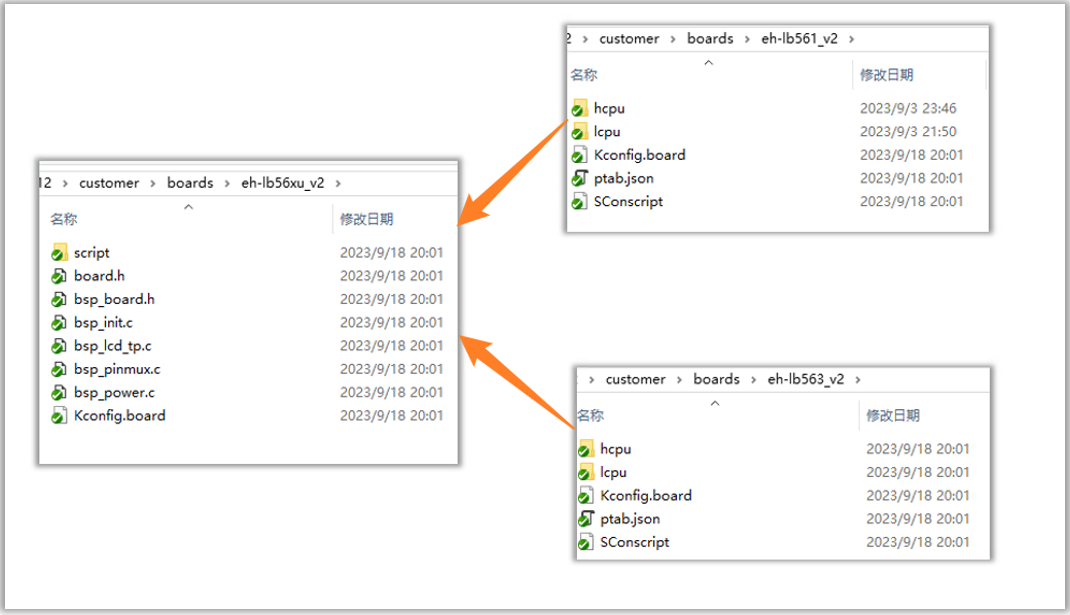 12 › customer › boards › eh-lb56xu_v2 ›
名称 修改日期
script 2023/9/18 20:01
board.h 2023/9/18 20:01
bsp_board.h 2023/9/18 20:01
bsp_init.c 2023/9/18 20:01
bsp_lcd_tp.c 2023/9/18 20:01
bsp_pinmux.c 2023/9/18 20:01
bsp_power.c 2023/9/18 20:01
Kconfig.board 2023/9/18 20:01
2 › customer › boards › eh-lb561_v2 ›
名称 修改日期
hcpu 2023/9/3 23:46
lcpu 2023/9/3 21:50
Kconfig.board 2023/9/18 20:01
ptab.json 2023/9/18 20:01
SConscript 2023/9/18 20:01
› customer › boards › eh-lb563_v2 ›
名称 修改日期
hcpu 2023/9/18 20:01
lcpu 2023/9/18 20:01
Kconfig.board 2023/9/18 20:01
ptab.json 2023/9/18 20:01
SConscript 2023/9/18 20:01